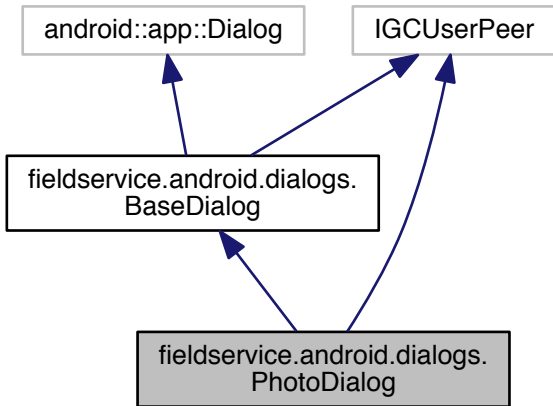 android::app::Dialog
IGCUserPeer
fieldservice.android.dialogs.
BaseDialog
fieldservice.android.dialogs.
PhotoDialog